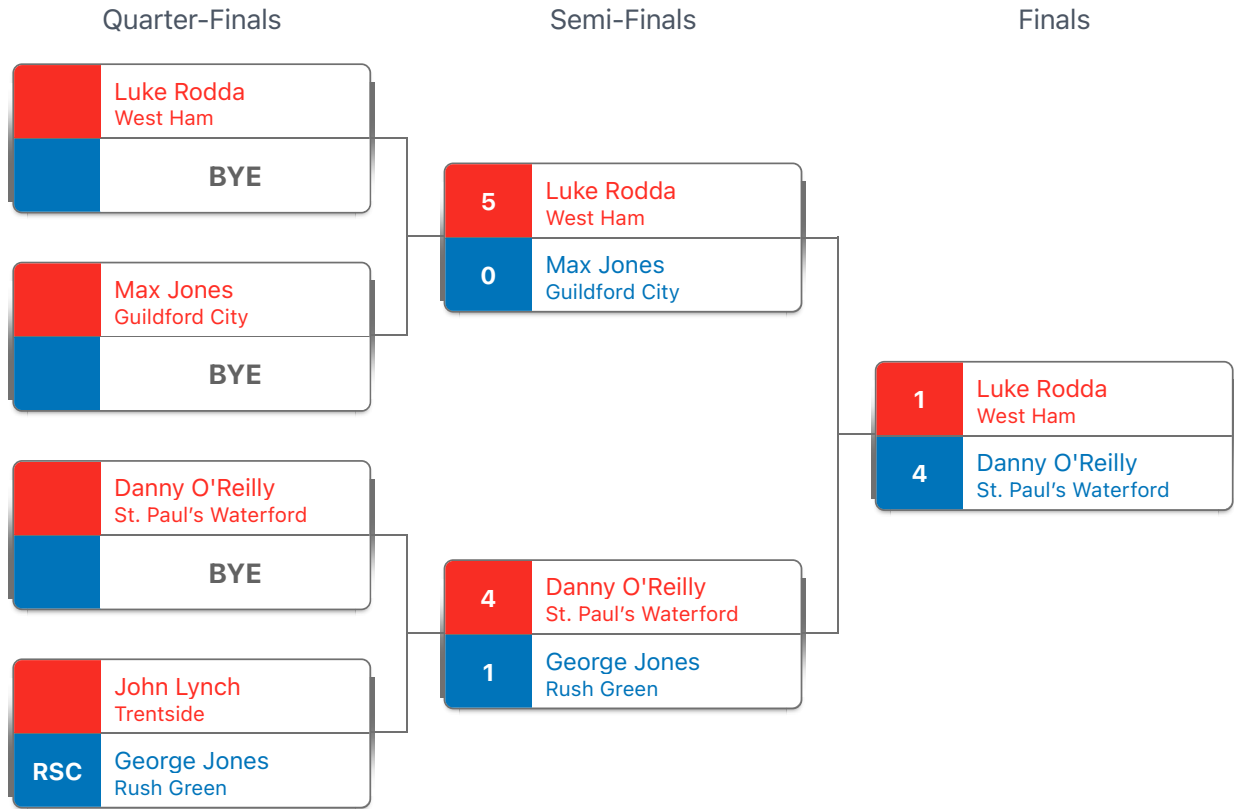 Quarter-Finals
Semi-Finals
Finals
Luke Rodda
West Ham
BYE
Max Jones
Guildford City
BYE
Danny O'Reilly
St. Paul’s Waterford
BYE
John Lynch
Trentside
RSC
George Jones
Rush Green
5
Luke Rodda
West Ham
0
Max Jones
Guildford City
4
Danny O'Reilly
St. Paul’s Waterford
1
George Jones
Rush Green
1
Luke Rodda
West Ham
4
Danny O'Reilly
St. Paul’s Waterford